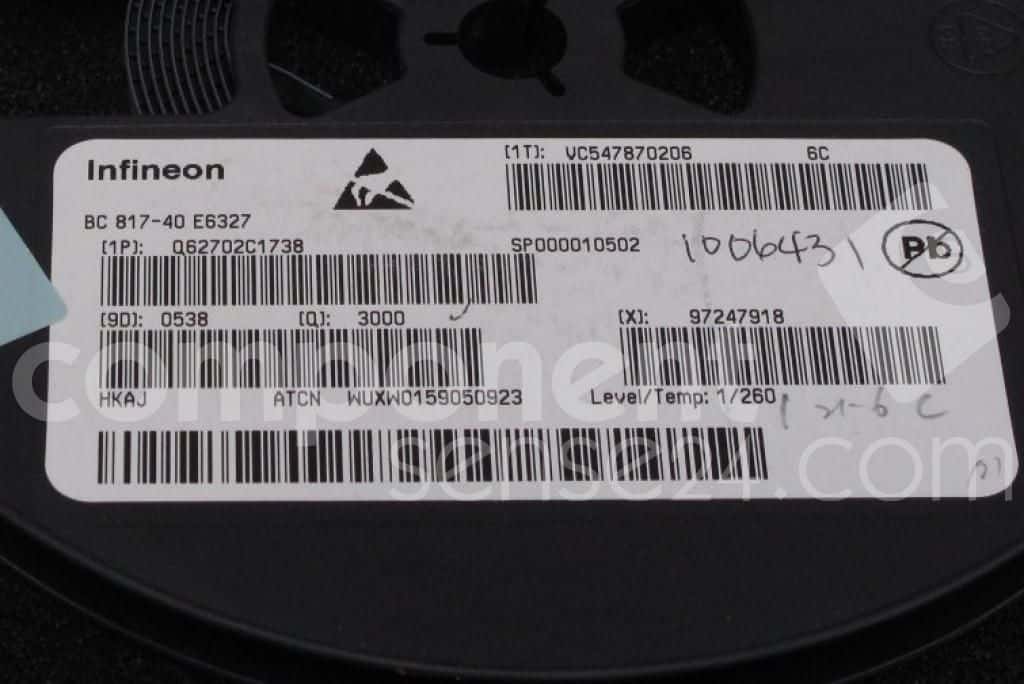 Infineon
[1T]: VC547870206 6C
BC 817-40 E6327
[1P]: Q62702C1738 SP000010502
1006431
Pb
[9D]: 0538 [Q]: 3000 [X]: 97247918
HKAJ ATCN WUXW0159050923 Level/Temp: 1/260
component
sense24.com